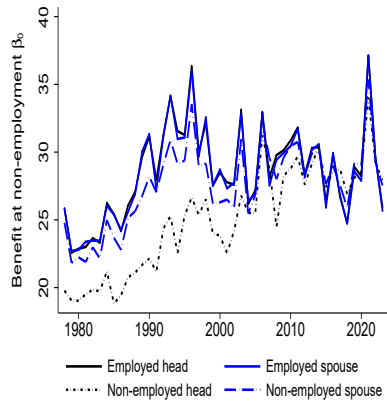 Benefit at non-employment β₀
40
35
30
25
20
1980 1990 2000 2010 2020
Employed head Employed spouse
Non-employed head Non-employed spouse